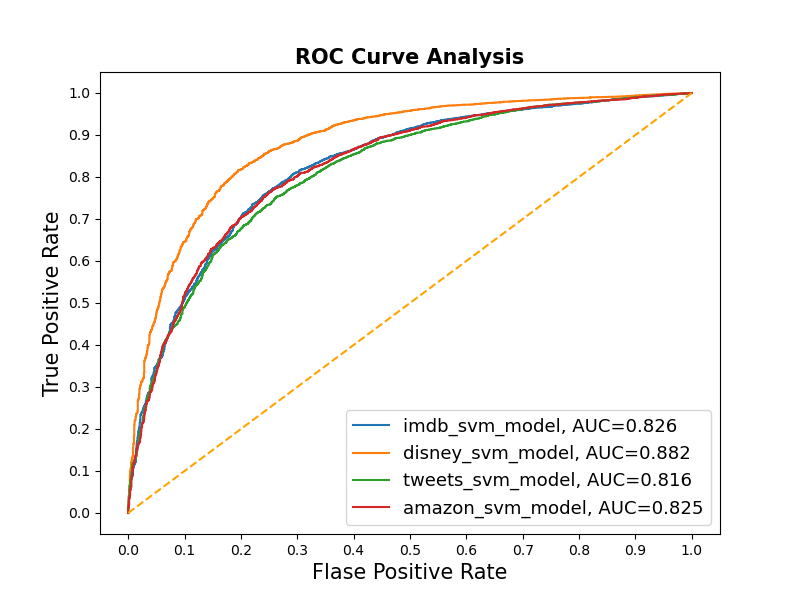 ROC Curve Analysis
True Positive Rate
1.0
0.9
0.8
0.7
0.6
0.5
0.4
0.3
0.2
0.1
0.0
imdb_svm_model, AUC=0.826
disney_svm_model, AUC=0.882
tweets_svm_model, AUC=0.816
amazon_svm_model, AUC=0.825
0.0 0.1 0.2 0.3 0.4 0.5 0.6 0.7 0.8 0.9 1.0
Flase Positive Rate